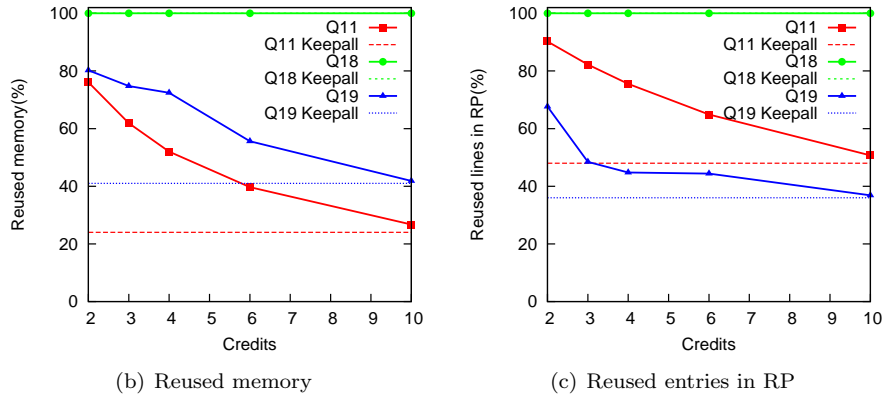 100
80
60
40
20
0
Reused memory(%)
Q11
Q11 Keepall
Q18
Q18 Keepall
Q19
Q19 Keepall
2 3 4 5 6 7 8 9 10
Credits
(b) Reused memory
100
80
60
40
20
0
Reused lines in RP(%)
Q11
Q11 Keepall
Q18
Q18 Keepall
Q19
Q19 Keepall
2 3 4 5 6 7 8 9 10
Credits
(c) Reused entries in RP